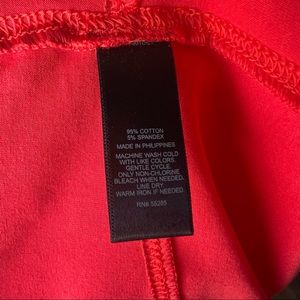 95% COTTON
5% SPANDEX
MADE IN PHILIPPINES
MACHINE WASH COLD
WITH LIKE COLORS.
GENTLE CYCLE.
ONLY NON-CHLORINE
BLEACH WHEN NEEDED.
LINE DRY.
WARM IRON IF NEEDED.
RN# 55285